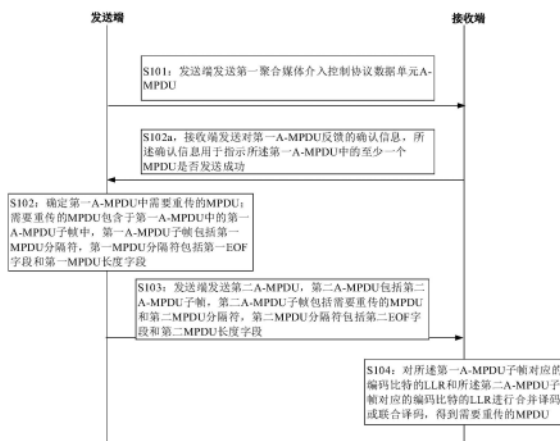 发送端
接收端
S101：发送端发送第一聚合媒体介入控制协议数据单元A-
MPDU
S102a，接收端发送对第一A-MPDU反馈的确认信息，所
述确认信息用于指示所述第一A-MPDU中的至少一个
MPDU是否发送成功
S102：确定第一A-MPDU中需要重传的MPDU；
需要重传的MPDU包含于第一A-MPDU中的第一
A-MPDU子帧中，第一A-MPDU子帧包括第一
MPDU分隔符，第一MPDU分隔符包括第一EOF
字段和第一MPDU长度字段
S103：发送端发送第二A-MPDU，第二A-MPDU包括第二
A-MPDU子帧，第二A-MPDU子帧包括需要重传的MPDU
和第二MPDU分隔符，第二MPDU分隔符包括第二EOF字
段和第二MPDU长度字段
S104：对所述第一A-MPDU子帧对应的
编码比特的LLR和所述第二A-MPDU子
帧对应的编码比特的LLR进行合并译码
或联合译码，得到需要重传的MPDU